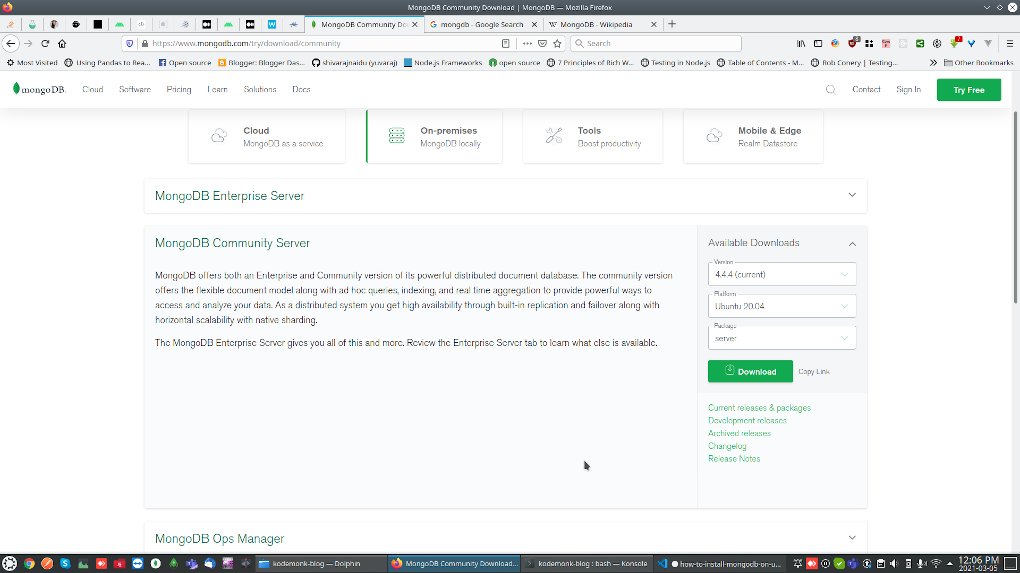 MongoDB Community Download | MongoDB — Mozilla Firefox
MongoDB Community Do
mongdb - Google Search
MongoDB - Wikipedia
https://www.mongodb.com/try/download/community
Search
Most Visited
Using Pandas to Rea...
Open source
Blogger: Blogger: Das...
shivarajnaidu (yuvaraj)
Node.js Frameworks
open source
7 Principles of Rich W...
Testing in Node.js
Table of Contents - M...
Rob Conery | Testing...
Other Bookmarks
mongoDB.
Cloud
Software
Pricing
Learn
Solutions
Docs
Contact
Sign In
Try Free
Cloud
MongoDB as a service
On-premises
MongoDB locally
Tools
Boost productivity
Mobile & Edge
Realm Datastore
MongoDB Enterprise Server
MongoDB Community Server
MongoDB offers both an Enterprise and Community version of its powerful distributed document database. The community version
offers the flexible document model along with ad hoc queries, indexing, and real time aggregation to provide powerful ways to
access and analyze your data. As a distributed system you get high availability through built-in replication and failover along with
horizontal scalability with native sharding.
The MongoDB Enterprise Server gives you all of this and more. Review the Enterprise Server tab to learn what else is available.
Available Downloads
Version
4.4.4 (current)
Platform
Ubuntu 20.04
Package
server
Download
Copy Link
Current releases & packages
Development releases
Archived releases
Changelog
Release Notes
MongoDB Ops Manager
kodemonk-blog — Dolphin
MongoDB Community Download...
kodemonk-blog : bash — Konsole
how-to-install-mongodb-on-u...
12:06 PM
2021-03-05